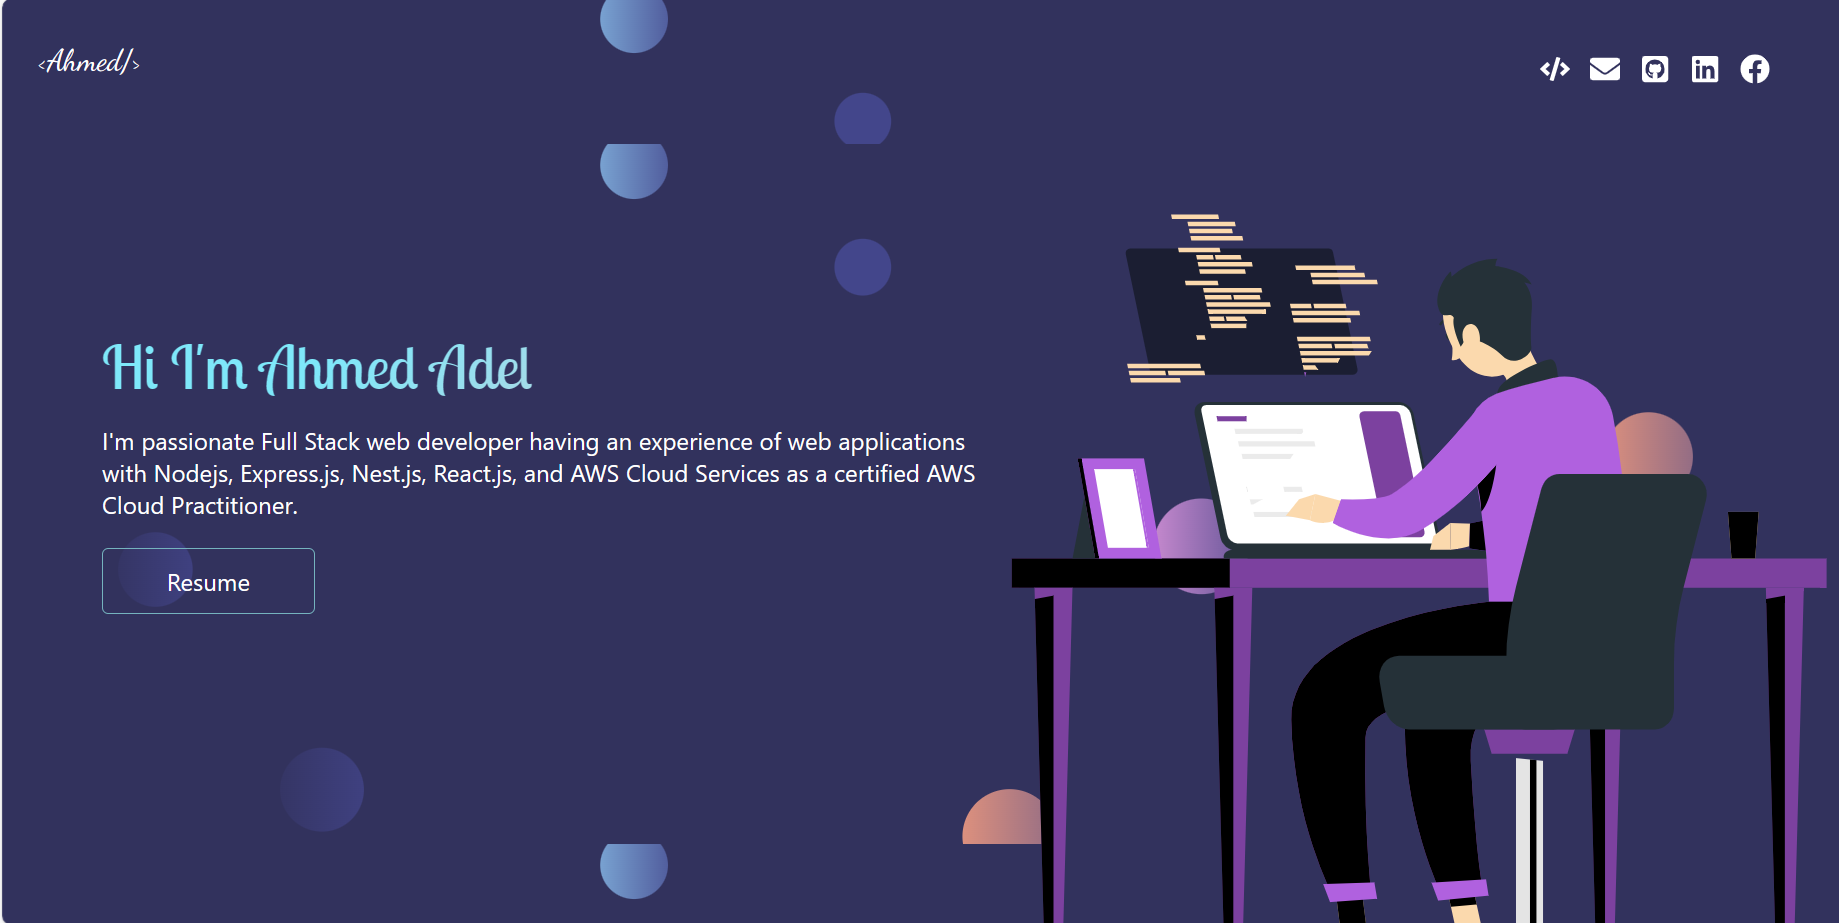 <Ahmed/>
Hi I'm Ahmed Adel
I'm passionate Full Stack web developer having an experience of web applications
with Nodejs, Express.js, Nest.js, React.js, and AWS Cloud Services as a certified AWS
Cloud Practitioner.
Resume